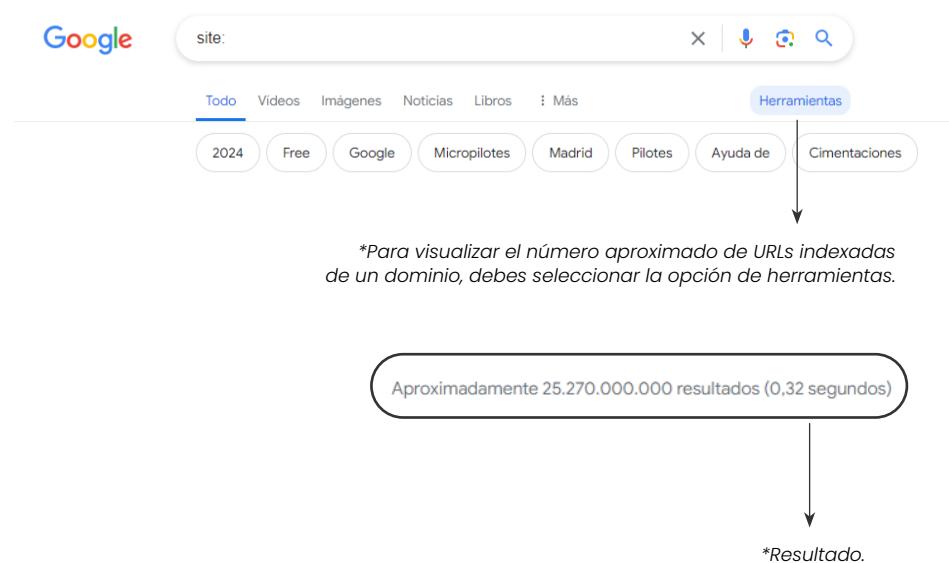 Google
site:
Todo Vídeos Imágenes Noticias Libros Más Herramientas
2024 Free Google Micropilotes Madrid Pilotes Ayuda de Cimentaciones
*Para visualizar el número aproximado de URLs indexadas
de un dominio, debes seleccionar la opción de herramientas.
Aproximadamente 25.270.000.000 resultados (0,32 segundos)
*Resultado.